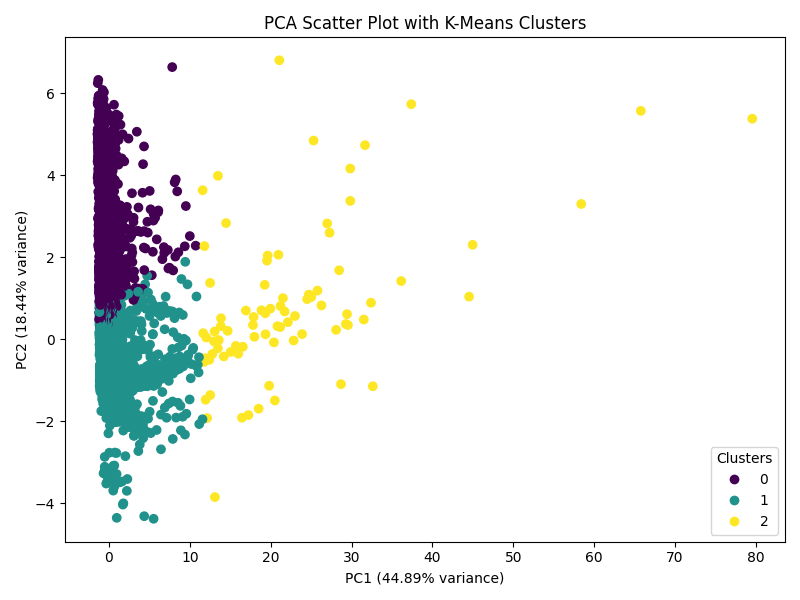 PCA Scatter Plot with K-Means Clusters
PC2 (18.44% variance)
6
4
2
0
−2
−4
0 10 20 30 40 50 60 70 80
PC1 (44.89% variance)
Clusters
0
1
2